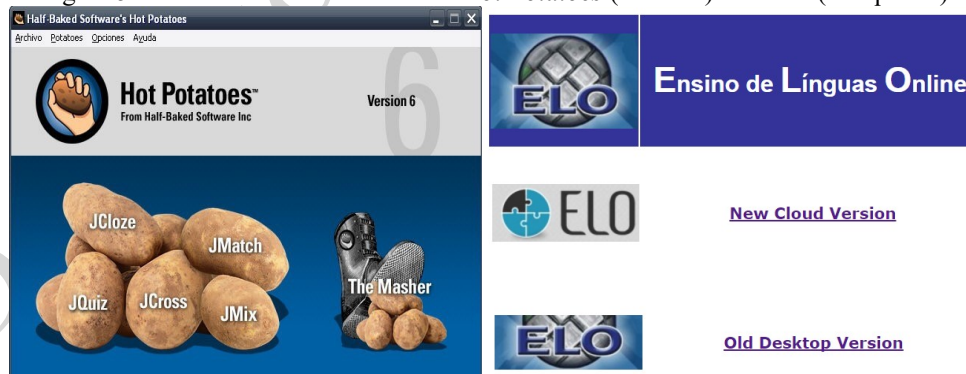 Half-Baked Software's Hot Potatoes
Archivo Potatoes Opciones Ayuda
Hot Potatoes™
From Half-Baked Software Inc
Version 6
6
JCloze
JMatch
JQuiz
JCross
JMix
The Masher
ELO
Ensino de Línguas Online
ELO
New Cloud Version
ELO
Old Desktop Version